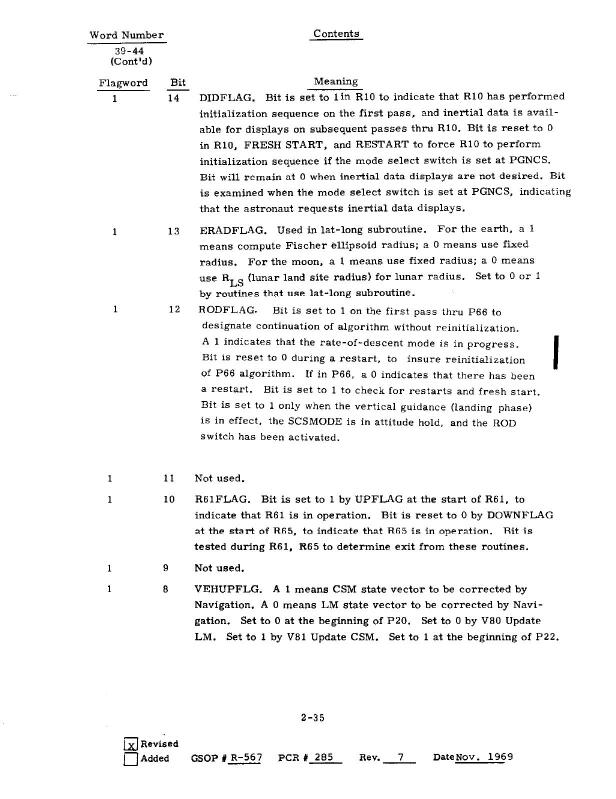 Word Number Contents
39-44
(Cont'd)
Flagword Bit Meaning
1 14 DIDFLAG. Bit is set to 1 in R10 to indicate that R10 has performed
initialization sequence on the first pass, and inertial data is avail-
able for displays on subsequent passes thru R10. Bit is reset to 0
in R10, FRESH START, and RESTART to force R10 to perform
initialization sequence if the mode select switch is set at PGNCS.
Bit will remain at 0 when inertial data displays are not desired. Bit
is examined when the mode select switch is set at PGNCS, indicating
that the astronaut requests inertial data displays.
1 13 ERADFLAG. Used in lat-long subroutine. For the earth, a 1
means compute Fischer ellipsoid radius; a 0 means use fixed
radius. For the moon, a 1 means use fixed radius; a 0 means
use RLS (lunar land site radius) for lunar radius. Set to 0 or 1
by routines that use lat-long subroutine.
1 12 RODFLAG. Bit is set to 1 on the first pass thru P66 to
designate continuation of algorithm without reinitialization.
A 1 indicates that the rate-of-descent mode is in progress.
Bit is reset to 0 during a restart, to insure reinitialization
of P66 algorithm. If in P66, a 0 indicates that there has been
a restart. Bit is set to 1 to check for restarts and fresh start.
Bit is set to 1 only when the vertical guidance (landing phase)
is in effect, the SCSMODE is in attitude hold, and the ROD
switch has been activated.
1 11 Not used.
1 10 R61FLAG. Bit is set to 1 by UPFLAG at the start of R61, to
indicate that R61 is in operation. Bit is reset to 0 by DOWNFLAG
at the start of R65, to indicate that R65 is in operation. Bit is
tested during R61, R65 to determine exit from these routines.
1 9 Not used.
1 8 VEHUPFLG. A 1 means CSM state vector to be corrected by
Navigation. A 0 means LM state vector to be corrected by Navi-
gation. Set to 0 at the beginning of P20. Set to 0 by V80 Update
LM. Set to 1 by V81 Update CSM. Set to 1 at the beginning of P22.
2-35
x Revised
Added GSOP # R-567 PCR # 285 Rev. 7 Date Nov. 1969